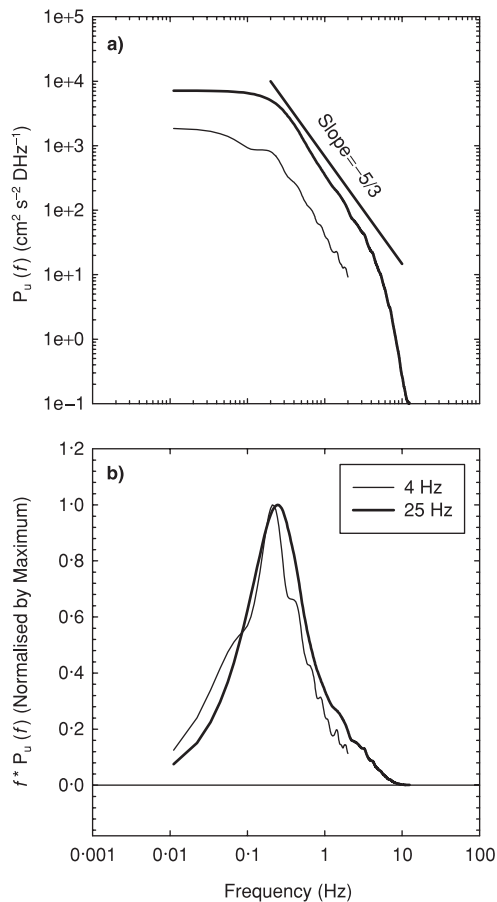 1e+5
a)
1e+4
1e+3
1e+2
1e+1
1e+0
1e−1
P_u (f) (cm² s⁻² DHz⁻¹)
Slope=−5/3
1·2
b)
1·0
0·8
0·6
0·4
0·2
0·0
f* P_u (f) (Normalised by Maximum)
4 Hz
25 Hz
0·001 0·01 0·1 1 10 100
Frequency (Hz)